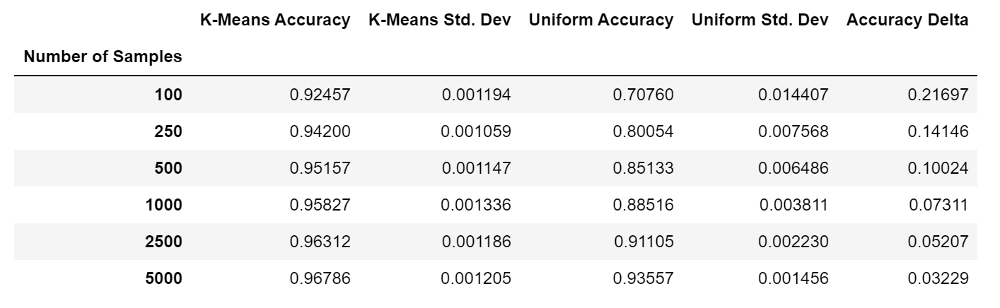 K-Means Accuracy K-Means Std. Dev Uniform Accuracy Uniform Std. Dev Accuracy Delta
Number of Samples
100 0.92457 0.001194 0.70760 0.014407 0.21697
250 0.94200 0.001059 0.80054 0.007568 0.14146
500 0.95157 0.001147 0.85133 0.006486 0.10024
1000 0.95827 0.001336 0.88516 0.003811 0.07311
2500 0.96312 0.001186 0.91105 0.002230 0.05207
5000 0.96786 0.001205 0.93557 0.001456 0.03229